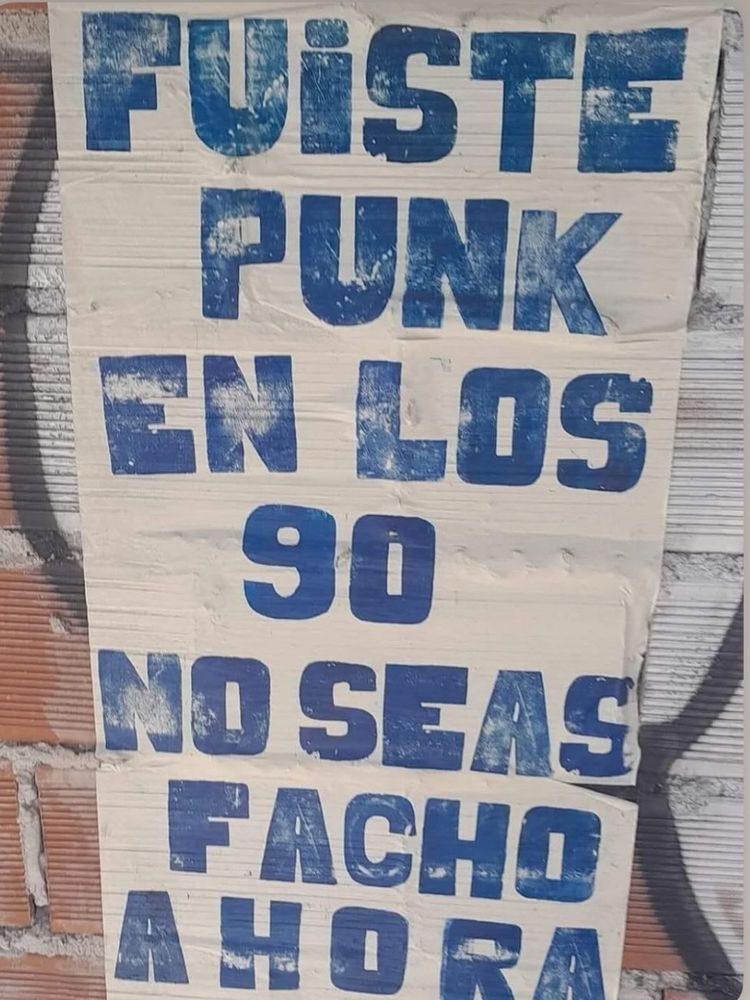 FUiSTE
PUNK
EN LOS
90
NO SEAS
FACHO
AHORA